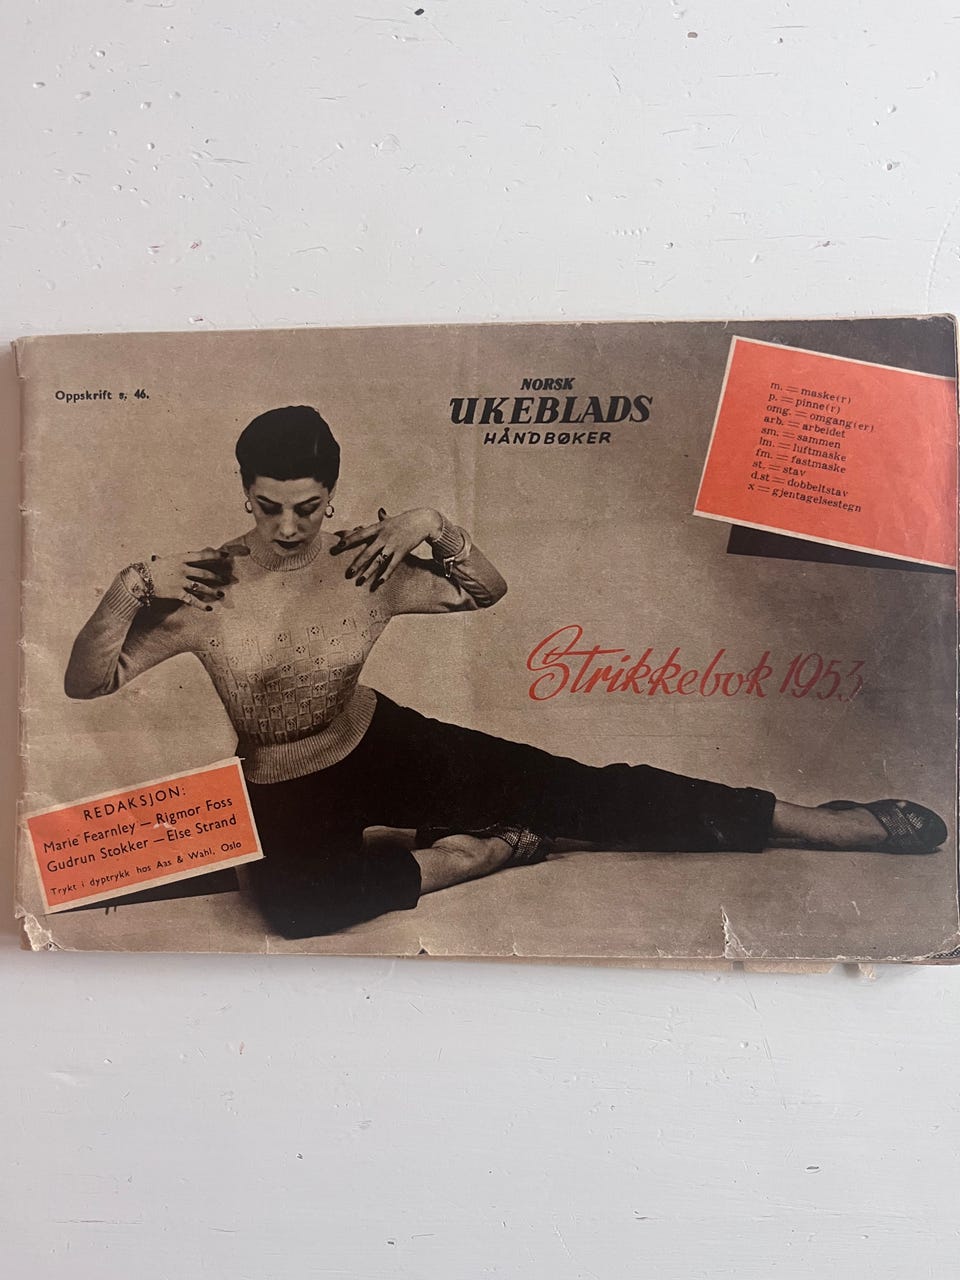 Oppskrift s, 46.
NORSK
UKEBLADS
HÅNDBØKER
m. = maske(r)
p. = pinne(r)
omg. = omgang(er)
arb. = arbeidet
sm. = sammen
lm. = luftmaske
fm. = fastmaske
st. = stav
d.st = dobbeltstav
x = gjentagelsestegn
Strikkebok 1953
REDAKSJON:
Marie Fearnley — Rigmor Foss
Gudrun Stokker — Else Strand
Trykt i dyptrykk hos Aas & Wahl, Oslo